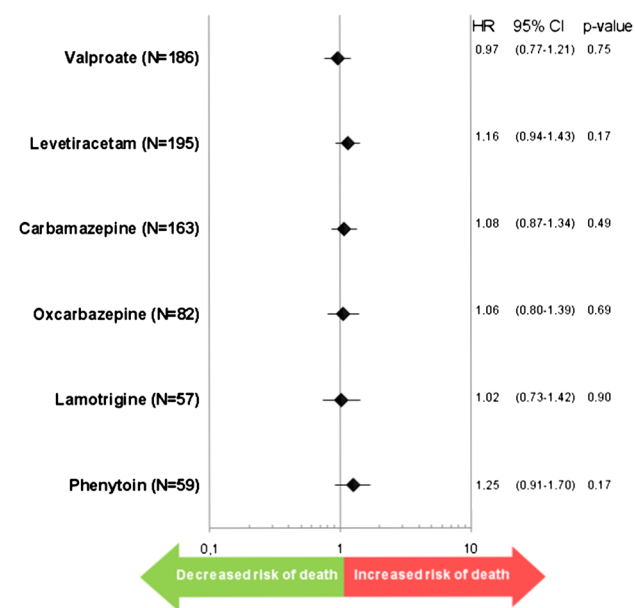 HR 95% CI p-value
Valproate (N=186) 0.97 (0.77-1.21) 0.75
Levetiracetam (N=195) 1.16 (0.94-1.43) 0.17
Carbamazepine (N=163) 1.08 (0.87-1.34) 0.49
Oxcarbazepine (N=82) 1.06 (0.80-1.39) 0.69
Lamotrigine (N=57) 1.02 (0.73-1.42) 0.90
Phenytoin (N=59) 1.25 (0.91-1.70) 0.17
0,1 1 10
Decreased risk of death Increased risk of death